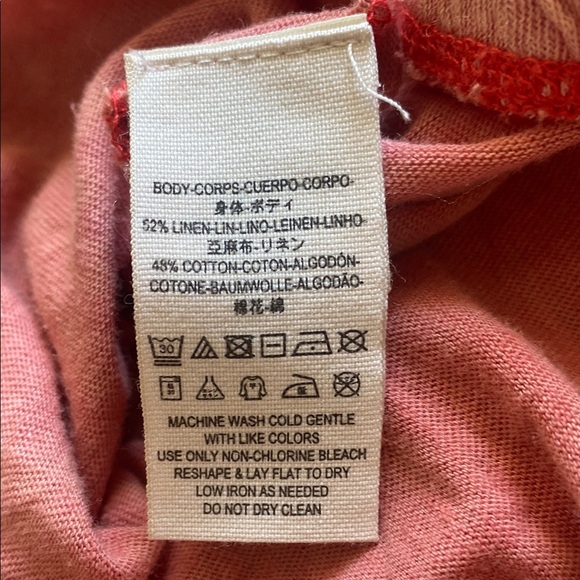 BODY-CORPS-CUERPO-CORPO-
身体-ボディ
52% LINEN-LIN-LINO-LEINEN-LINHO-
亞麻布-リネン
48% COTTON-COTON-ALGODÓN-
COTONE-BAUMWOLLE-ALGODÃO-
棉花-綿
30
MACHINE WASH COLD GENTLE
WITH LIKE COLORS
USE ONLY NON-CHLORINE BLEACH
RESHAPE & LAY FLAT TO DRY
LOW IRON AS NEEDED
DO NOT DRY CLEAN